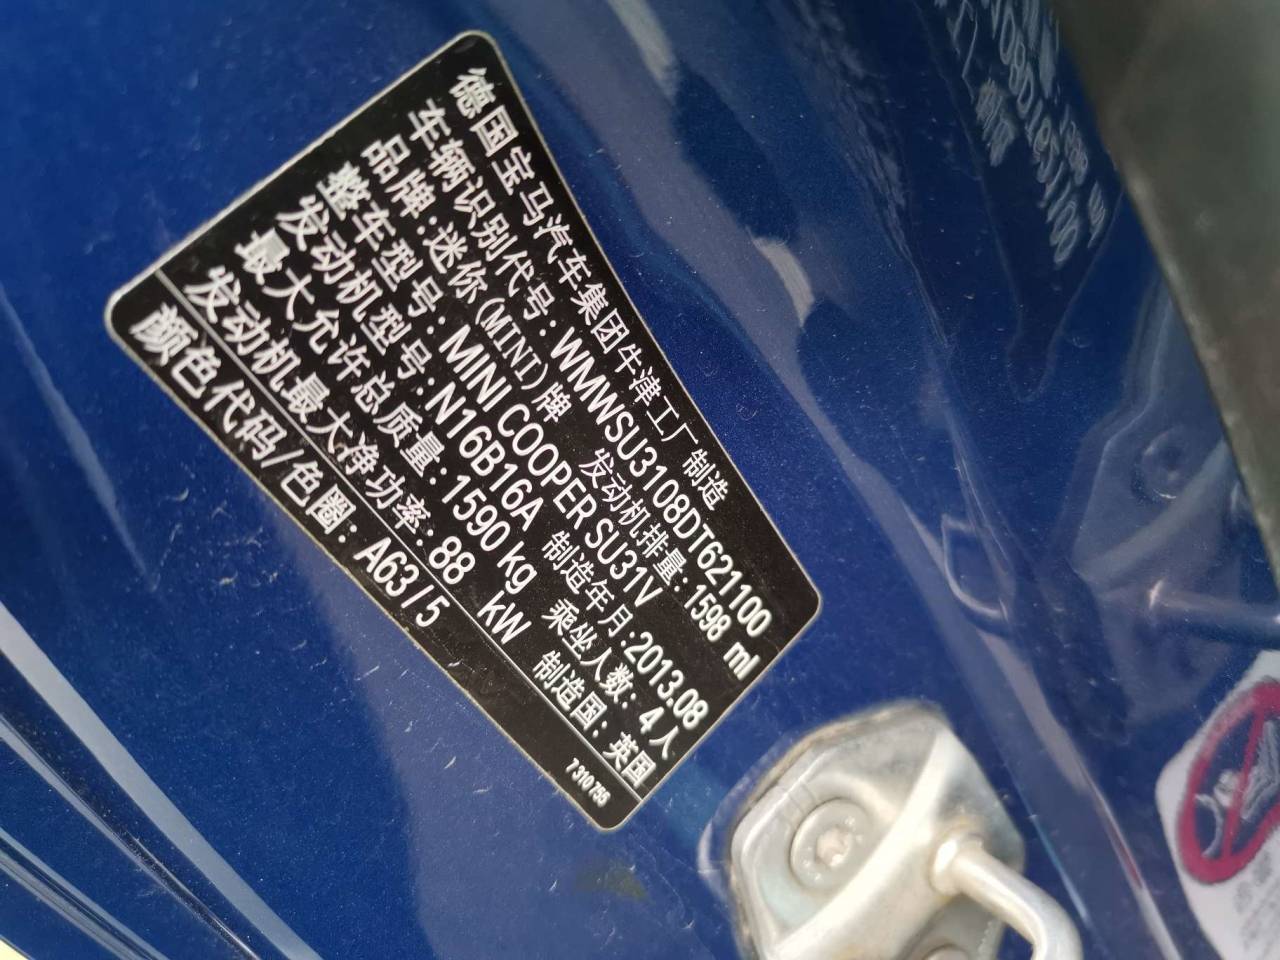 德国宝马汽车集团牛津工厂制造
车辆识别代号：WMWSU3108DT621100
品牌：迷你(MINI)牌 发动机排量：1598 ml
整车型号：MINI COOPER SU31V
发动机型号：N16B16A 制造年月：2013.08
最大允许总质量：1590 kg 乘坐人数：4人
发动机最大净功率：88 kW 制造国：英国
颜色代码/色圈：A63/5
7310756